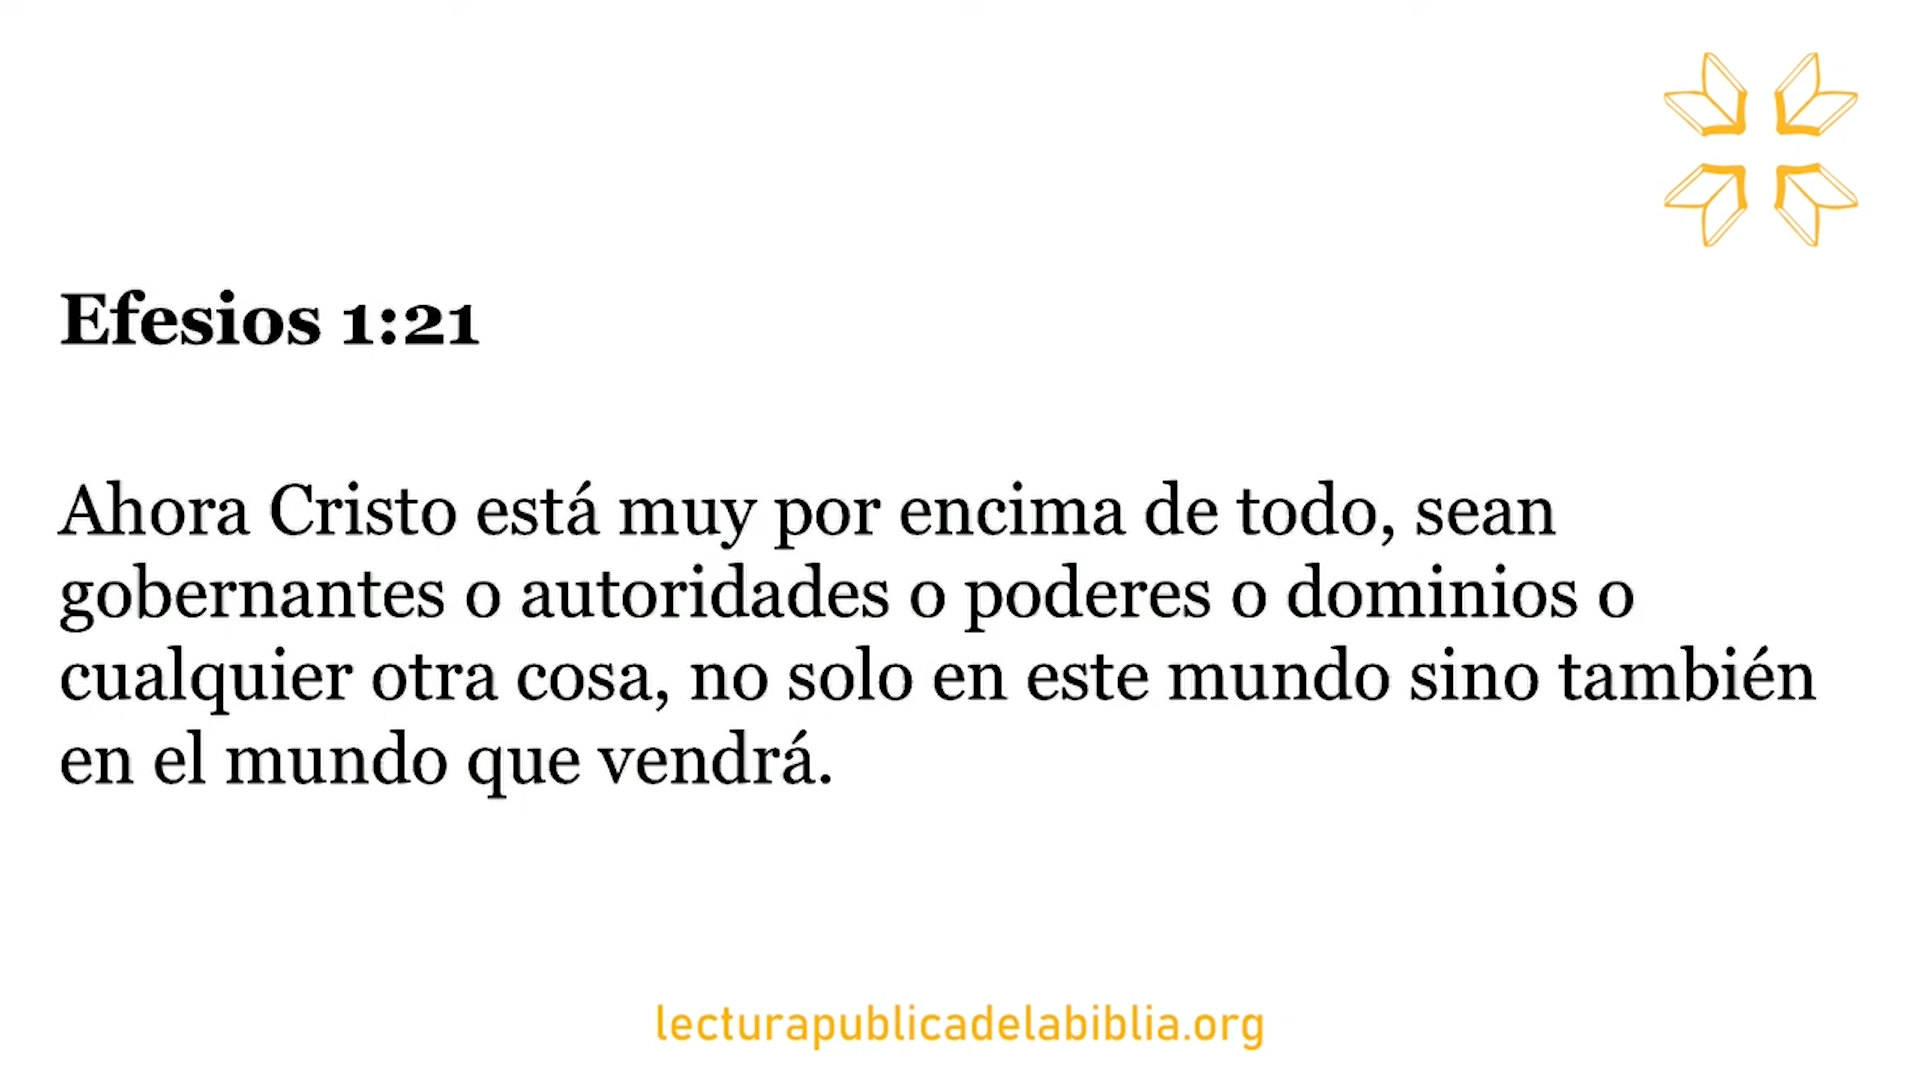 Efesios 1:21
Ahora Cristo está muy por encima de todo, sean
gobernantes o autoridades o poderes o dominios o
cualquier otra cosa, no solo en este mundo sino también
en el mundo que vendrá.
lecturapublicadelabiblia.org